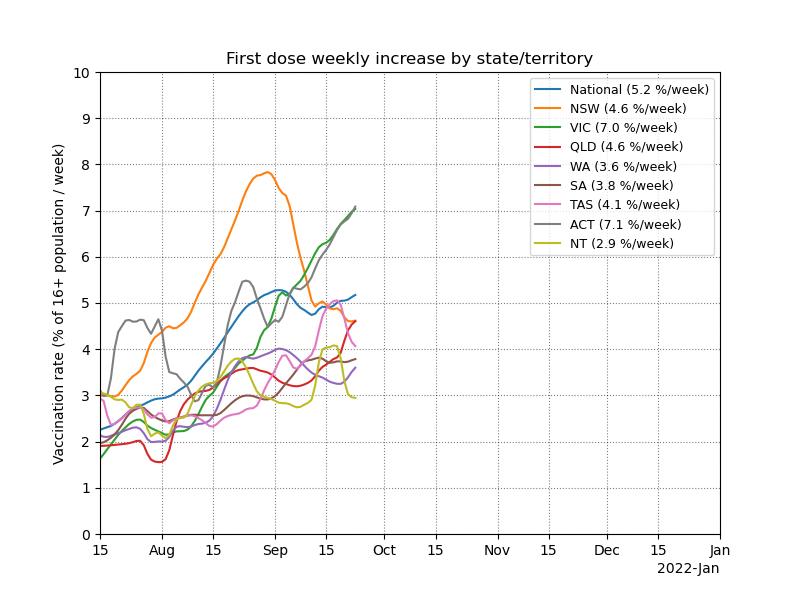 First dose weekly increase by state/territory
Vaccination rate (% of 16+ population / week)
10
9
8
7
6
5
4
3
2
1
0
National (5.2 %/week)
NSW (4.6 %/week)
VIC (7.0 %/week)
QLD (4.6 %/week)
WA (3.6 %/week)
SA (3.8 %/week)
TAS (4.1 %/week)
ACT (7.1 %/week)
NT (2.9 %/week)
15 Aug 15 Sep 15 Oct 15 Nov 15 Dec 15 Jan
2022-Jan